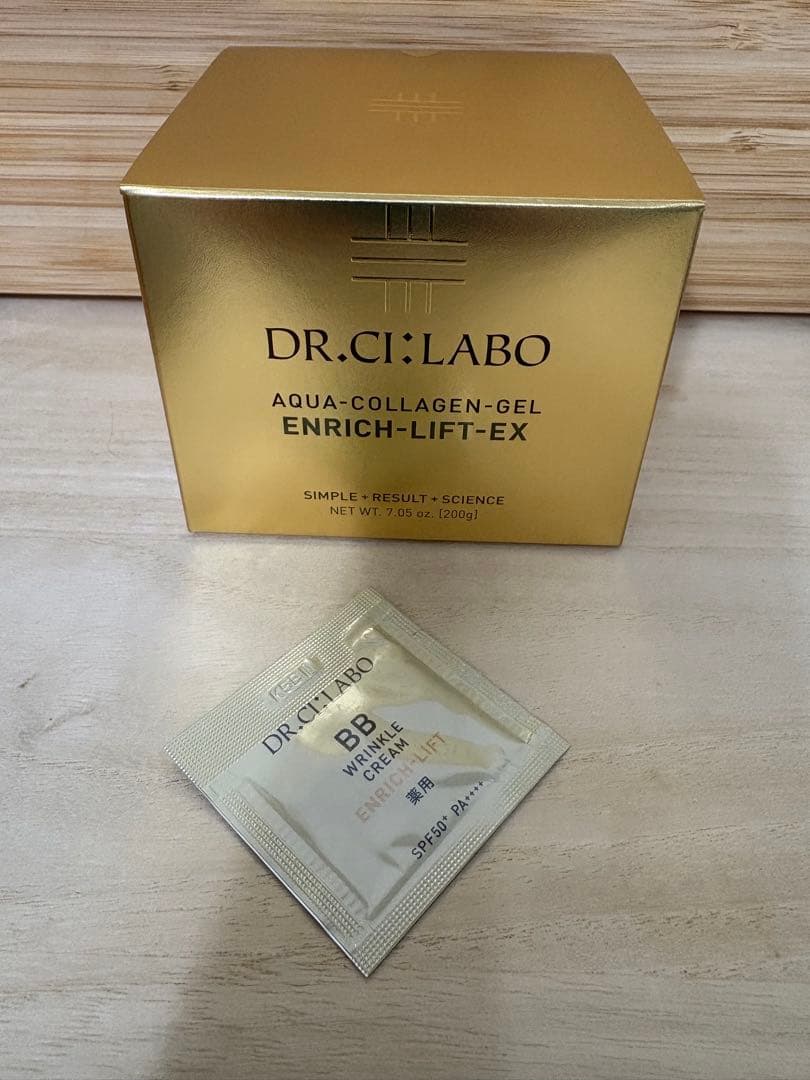 DR.CI:LABO
AQUA-COLLAGEN-GEL
ENRICH-LIFT-EX
SIMPLE + RESULT + SCIENCE
NET WT. 7.05 oz. [200g]
DR.CI:LABO
BB
WRINKLE
CREAM
ENRICH-LIFT
薬用
SPF50+ PA++++